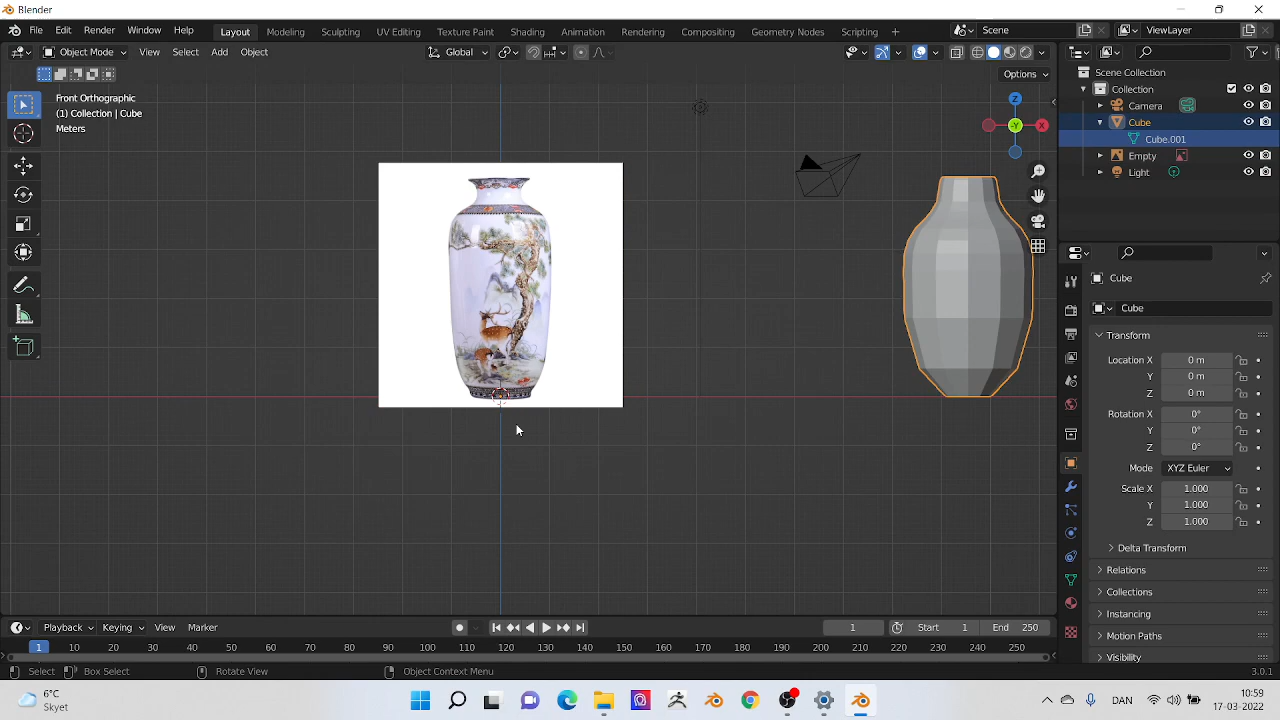 Blender
File Edit Render Window Help
Layout Modeling Sculpting UV Editing Texture Paint Shading Animation Rendering Compositing Geometry Nodes Scripting +
Scene
ViewLayer
Object Mode View Select Add Object
Global
Options
Front Orthographic
(1) Collection | Cube
Meters
Z
X
-Y
Scene Collection
Collection
Camera
Cube
Cube.001
Empty
Light
Cube
Cube
Transform
Location X 0 m
Y 0 m
Z 0 m
Rotation X 0°
Y 0°
Z 0°
Mode XYZ Euler
Scale X 1.000
Y 1.000
Z 1.000
Delta Transform
Relations
Collections
Instancing
Motion Paths
Visibility
Playback Keying View Marker
1 Start 1 End 250
1 10 20 30 40 50 60 70 80 90 100 110 120 130 140 150 160 170 180 190 200 210 220 230 240 250
Select Box Select Rotate View Object Context Menu 3.0.1
6°C
Skyet
DAN
10:55
17-03-2022